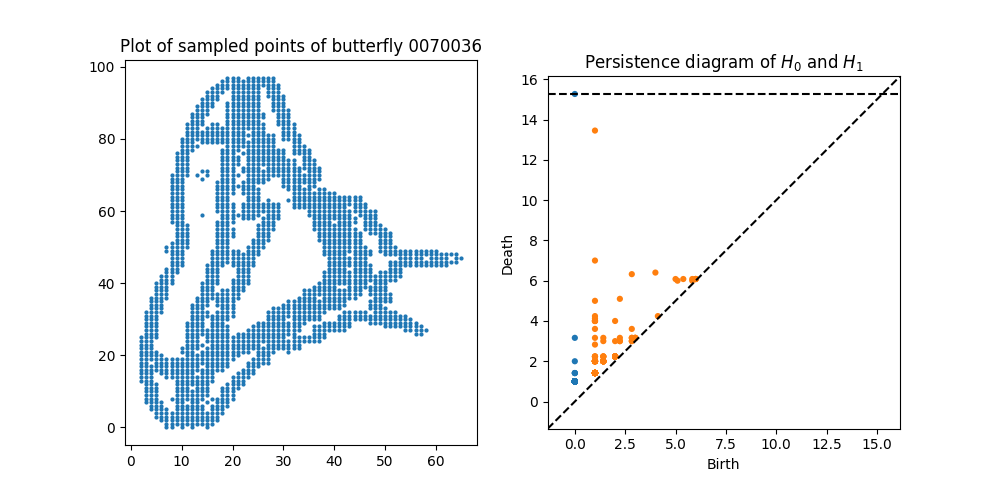 Plot of sampled points of butterfly 0070036
100
80
60
40
20
0
0 10 20 30 40 50 60
Persistence diagram of $H_0$ and $H_1$
16
14
12
10
8
6
4
2
0
Death
0.0 2.5 5.0 7.5 10.0 12.5 15.0
Birth